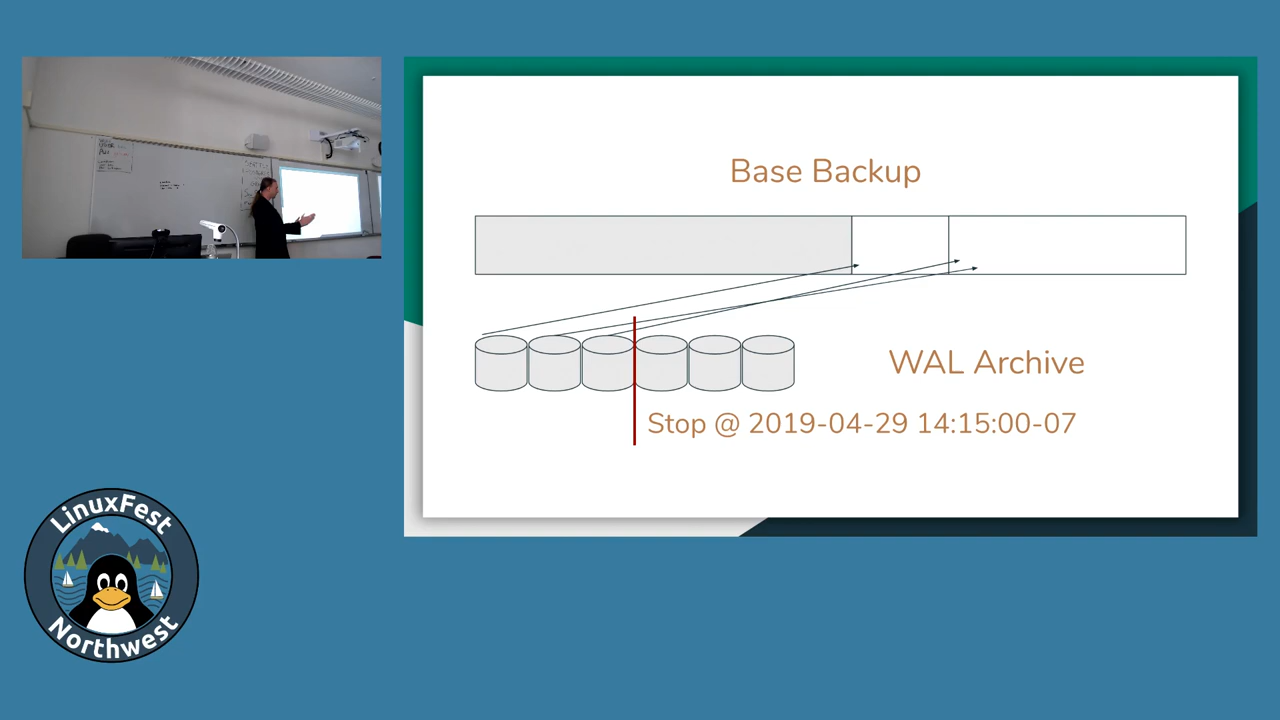 Base Backup
WAL Archive
Stop @ 2019-04-29 14:15:00-07
LinuxFest
Northwest